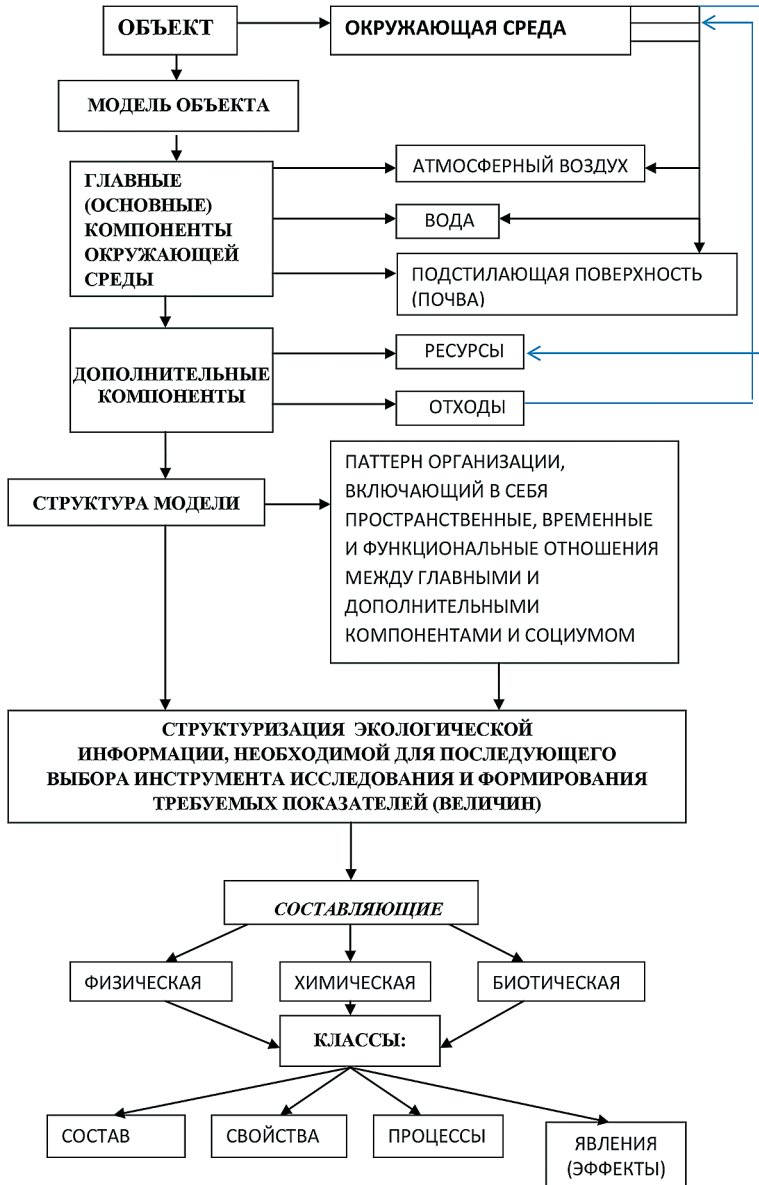 ОБЪЕКТ
ОКРУЖАЮЩАЯ СРЕДА
МОДЕЛЬ ОБЪЕКТА
ГЛАВНЫЕ
(ОСНОВНЫЕ)
КОМПОНЕНТЫ
ОКРУЖАЮЩЕЙ
СРЕДЫ
АТМОСФЕРНЫЙ ВОЗДУХ
ВОДА
ПОДСТИЛАЮЩАЯ ПОВЕРХНОСТЬ
(ПОЧВА)
ДОПОЛНИТЕЛЬНЫЕ
КОМПОНЕНТЫ
РЕСУРСЫ
ОТХОДЫ
СТРУКТУРА МОДЕЛИ
ПАТТЕРН ОРГАНИЗАЦИИ,
ВКЛЮЧАЮЩИЙ В СЕБЯ
ПРОСТРАНСТВЕННЫЕ, ВРЕМЕННЫЕ
И ФУНКЦИОНАЛЬНЫЕ ОТНОШЕНИЯ
МЕЖДУ ГЛАВНЫМИ И
ДОПОЛНИТЕЛЬНЫМИ
КОМПОНЕНТАМИ И СОЦИУМОМ
СТРУКТУРИЗАЦИЯ ЭКОЛОГИЧЕСКОЙ
ИНФОРМАЦИИ, НЕОБХОДИМОЙ ДЛЯ ПОСЛЕДУЮЩЕГО
ВЫБОРА ИНСТРУМЕНТА ИССЛЕДОВАНИЯ И ФОРМИРОВАНИЯ
ТРЕБУЕМЫХ ПОКАЗАТЕЛЕЙ (ВЕЛИЧИН)
СОСТАВЛЯЮЩИЕ
ФИЗИЧЕСКАЯ
ХИМИЧЕСКАЯ
БИОТИЧЕСКАЯ
КЛАССЫ:
СОСТАВ
СВОЙСТВА
ПРОЦЕССЫ
ЯВЛЕНИЯ
(ЭФФЕКТЫ)